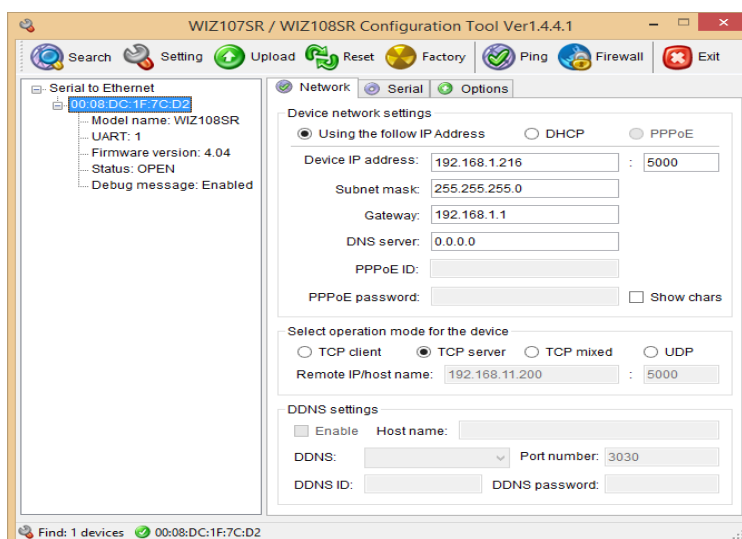 WIZ107SR / WIZ108SR Configuration Tool Ver1.4.4.1
Search Setting Upload Reset Factory Ping Firewall Exit
Serial to Ethernet
00:08:DC:1F:7C:D2
Model name: WIZ108SR
UART: 1
Firmware version: 4.04
Status: OPEN
Debug message: Enabled
Network Serial Options
Device network settings
Using the follow IP Address DHCP PPPoE
Device IP address: 192.168.1.216 : 5000
Subnet mask: 255.255.255.0
Gateway: 192.168.1.1
DNS server: 0.0.0.0
PPPoE ID:
PPPoE password: Show chars
Select operation mode for the device
TCP client TCP server TCP mixed UDP
Remote IP/host name: 192.168.11.200 : 5000
DDNS settings
Enable Host name:
DDNS: Port number: 3030
DDNS ID: DDNS password:
Find: 1 devices 00:08:DC:1F:7C:D2